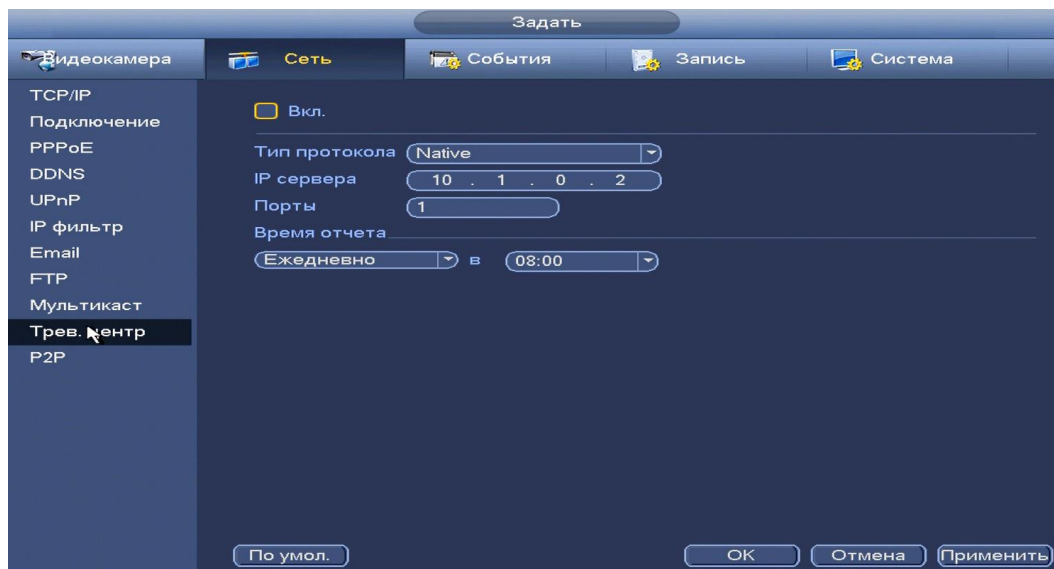 Задать
Видеокамера Сеть События Запись Система
TCP/IP
Подключение
PPPoE
DDNS
UPnP
IP фильтр
Email
FTP
Мультикаст
Трев. центр
P2P
Вкл.
Тип протокола Native
IP сервера 10 . 1 . 0 . 2
Порты 1
Время отчета
Ежедневно в 08:00
По умол. OK Отмена Применить